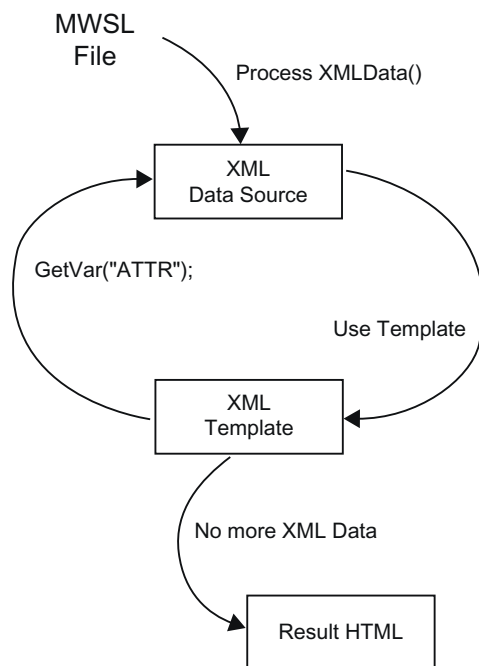 MWSL
File
Process XMLData()
XML
Data Source
GetVar("ATTR");
Use Template
XML
Template
No more XML Data
Result HTML